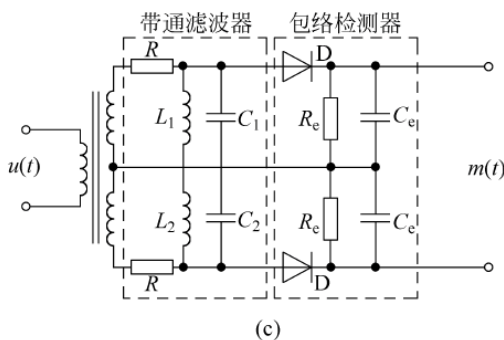 带通滤波器 包络检测器
R D
L₁ C₁ Rₑ Cₑ
u(t) m(t)
L₂ C₂ Rₑ Cₑ
R D
(c)